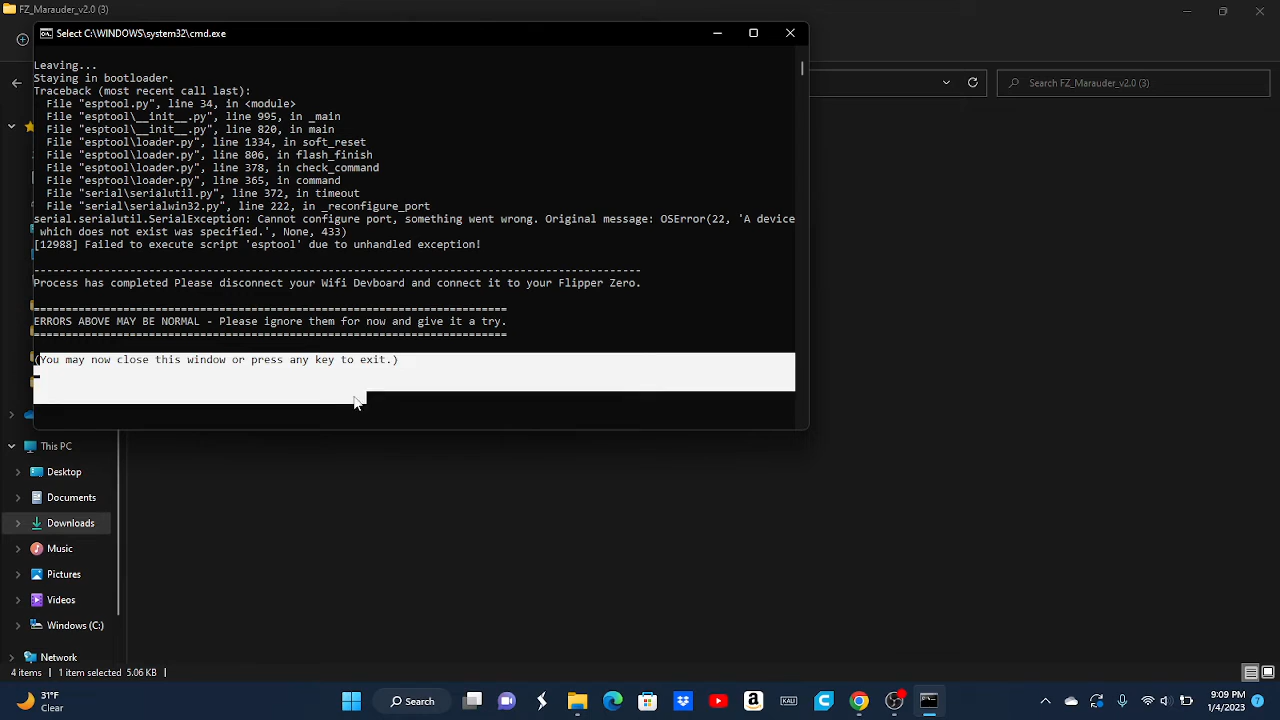 FZ_Marauder_v2.0 (3)
Select C:\WINDOWS\system32\cmd.exe
Search FZ_Marauder_v2.0 (3)
Leaving...
Staying in bootloader.
Traceback (most recent call last):
File "esptool.py", line 34, in <module>
File "esptool\__init__.py", line 995, in _main
File "esptool\__init__.py", line 820, in main
File "esptool\loader.py", line 1334, in soft_reset
File "esptool\loader.py", line 806, in flash_finish
File "esptool\loader.py", line 378, in check_command
File "esptool\loader.py", line 365, in command
File "serial\serialutil.py", line 372, in timeout
File "serial\serialwin32.py", line 222, in _reconfigure_port
serial.serialutil.SerialException: Cannot configure port, something went wrong. Original message: OSError(22, 'A device
which does not exist was specified.', None, 433)
[12988] Failed to execute script 'esptool' due to unhandled exception!
-----------------------------------------------------------------------------------------------
Process has completed Please disconnect your Wifi Devboard and connect it to your Flipper Zero.
==========================================================================
ERRORS ABOVE MAY BE NORMAL - Please ignore them for now and give it a try.
==========================================================================
(You may now close this window or press any key to exit.)
This PC
Desktop
Documents
Downloads
Music
Pictures
Videos
Windows (C:)
Network
4 items | 1 item selected 5.06 KB |
31°F
Clear
Search
KAU
9:09 PM
1/4/2023
7